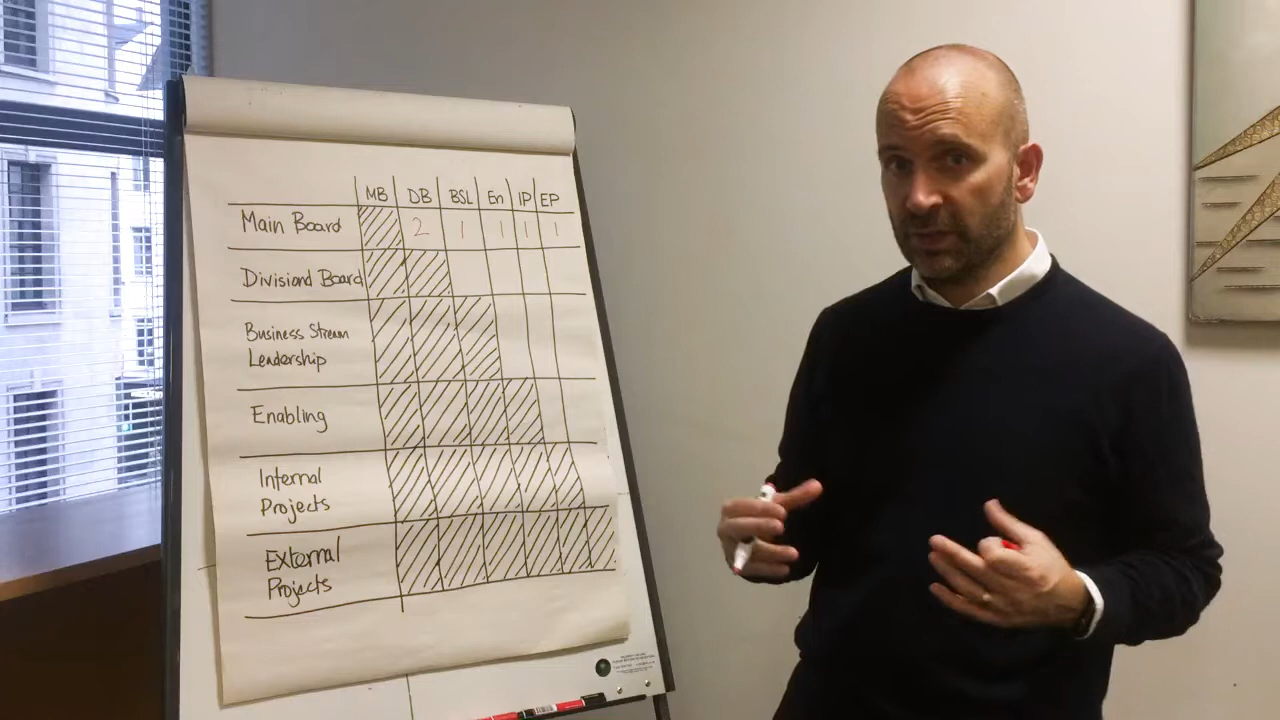 MB DB BSL En IP EP
Main Board 2 1 1 1 1
Divisiond Board
Business Stream
Leadership
Enabling
Internal
Projects
External
Projects